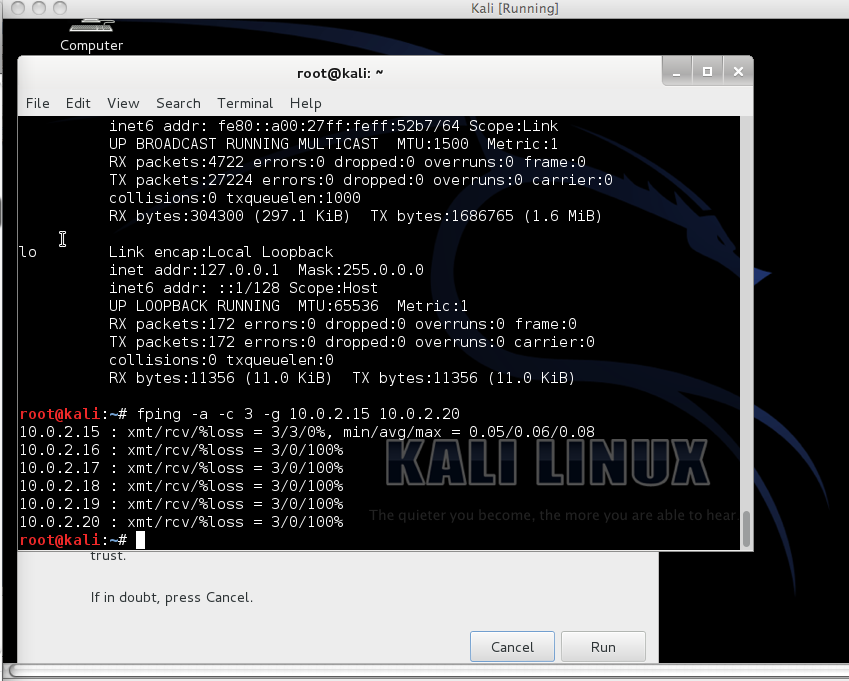 Kali [Running]
Computer
root@kali: ~
File Edit View Search Terminal Help
inet6 addr: fe80::a00:27ff:feff:52b7/64 Scope:Link
UP BROADCAST RUNNING MULTICAST  MTU:1500  Metric:1
RX packets:4722 errors:0 dropped:0 overruns:0 frame:0
TX packets:27224 errors:0 dropped:0 overruns:0 carrier:0
collisions:0 txqueuelen:1000
RX bytes:304300 (297.1 KiB)  TX bytes:1686765 (1.6 MiB)
lo        Link encap:Local Loopback
inet addr:127.0.0.1  Mask:255.0.0.0
inet6 addr: ::1/128 Scope:Host
UP LOOPBACK RUNNING  MTU:65536  Metric:1
RX packets:172 errors:0 dropped:0 overruns:0 frame:0
TX packets:172 errors:0 dropped:0 overruns:0 carrier:0
collisions:0 txqueuelen:0
RX bytes:11356 (11.0 KiB)  TX bytes:11356 (11.0 KiB)
root@kali:~# fping -a -c 3 -g 10.0.2.15 10.0.2.20
10.0.2.15 : xmt/rcv/%loss = 3/3/0%, min/avg/max = 0.05/0.06/0.08
10.0.2.16 : xmt/rcv/%loss = 3/0/100%
10.0.2.17 : xmt/rcv/%loss = 3/0/100%
10.0.2.18 : xmt/rcv/%loss = 3/0/100%
10.0.2.19 : xmt/rcv/%loss = 3/0/100%
10.0.2.20 : xmt/rcv/%loss = 3/0/100%
root@kali:~#
KALI LINUX
The quieter you become, the more you are able to hear.
trust.
If in doubt, press Cancel.
Cancel Run